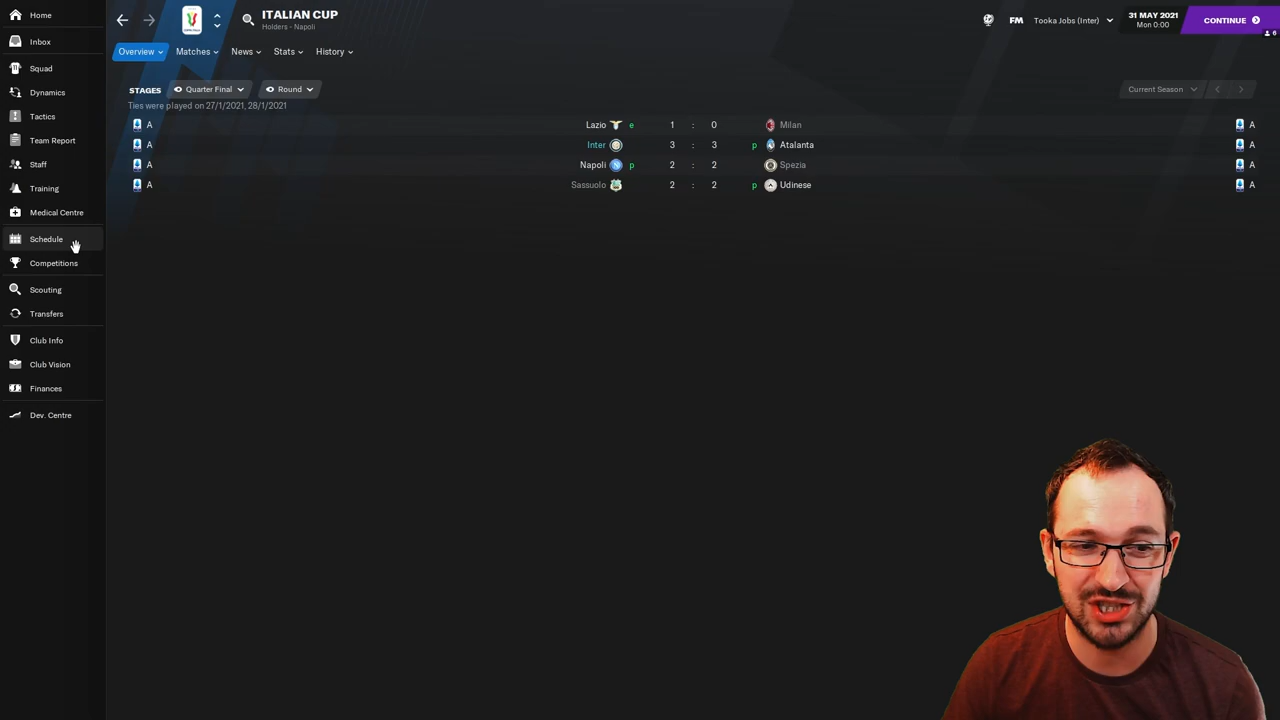 Home
Inbox
Squad
Dynamics
Tactics
Team Report
Staff
Training
Medical Centre
Schedule
Competitions
Scouting
Transfers
Club Info
Club Vision
Finances
Dev. Centre
ITALIAN CUP
Holders - Napoli
FM Tooka Jobs (Inter) 31 MAY 2021 CONTINUE
Mon 0:00
6
Overview Matches News Stats History
STAGES Quarter Final Round Current Season
Ties were played on 27/1/2021, 28/1/2021
A Lazio e 1 : 0 Milan A
A Inter 3 : 3 p Atalanta A
A Napoli p 2 : 2 Spezia A
A Sassuolo 2 : 2 p Udinese A